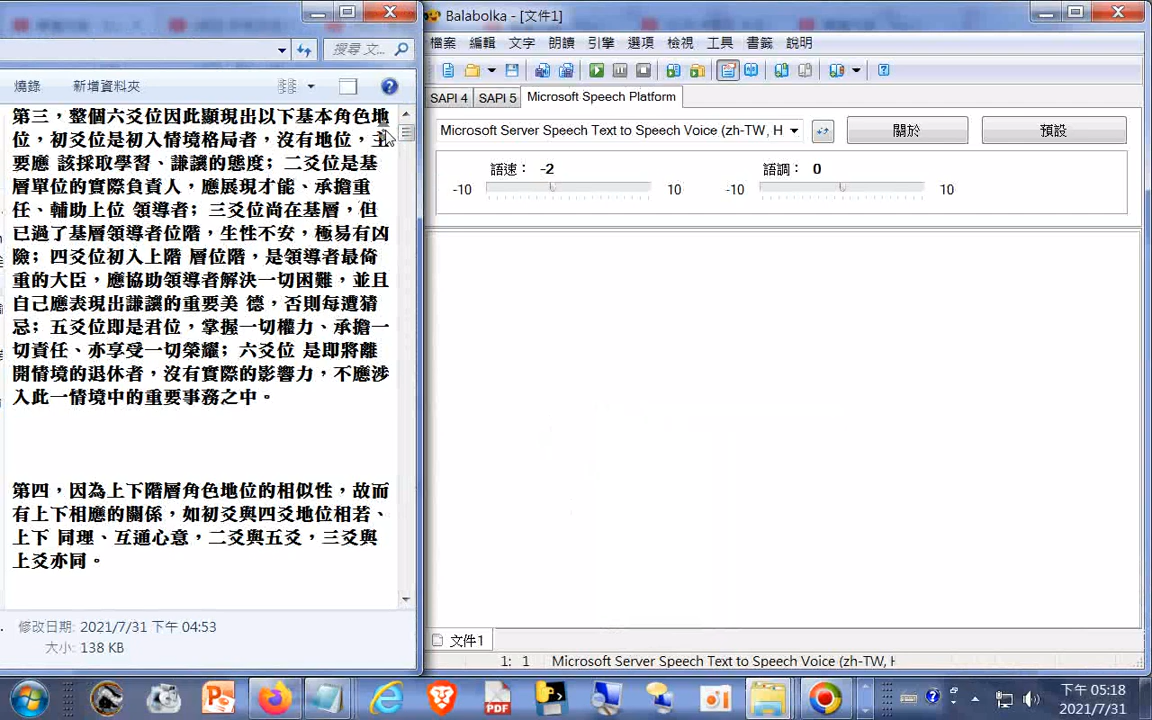 搜尋 文...
燒錄 新增資料夾
第三，整個六爻位因此顯現出以下基本角色地
位，初爻位是初入情境格局者，沒有地位，主
要應 該採取學習、謙讓的態度；二爻位是基
層單位的實際負責人，應展現才能、承擔重
任、輔助上位 領導者；三爻位尚在基層，但
已過了基層領導者位階，生性不安，極易有凶
險；四爻位初入上階 層位階，是領導者最倚
重的大臣，應協助領導者解決一切困難，並且
自己應表現出謙讓的重要美 德，否則每遭猜
忌；五爻位即是君位，掌握一切權力、承擔一
切責任、亦享受一切榮耀；六爻位 是即將離
開情境的退休者，沒有實際的影響力，不應涉
入此一情境中的重要事務之中。
第四，因為上下階層角色地位的相似性，故而
有上下相應的關係，如初爻與四爻地位相若、
上下 同理、互通心意，二爻與五爻，三爻與
上爻亦同。
修改日期: 2021/7/31 下午 04:53
大小: 138 KB
Balabolka - [文件1]
檔案 編輯 文字 朗讀 引擎 選項 檢視 工具 書籤 說明
SAPI 4 SAPI 5 Microsoft Speech Platform
Microsoft Server Speech Text to Speech Voice (zh-TW, H
關於 預設
語速： -2 語調： 0
-10 10 -10 10
文件1
1: 1 Microsoft Server Speech Text to Speech Voice (zh-TW, H
PDF
下午 05:18
2021/7/31